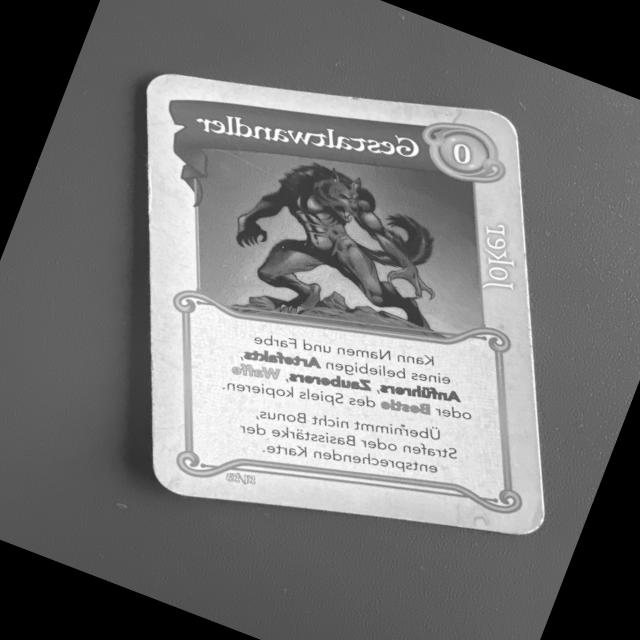 0
Gestaltwandler
Joker
Kann Namen und Farbe
eines beliebigen Artefakts,
Anführers, Zauberers, Waffe
oder Bestie des Spiels kopieren.
Übernimmt nicht Bonus,
Strafen oder Basisstärke der
entsprechenden Karte.